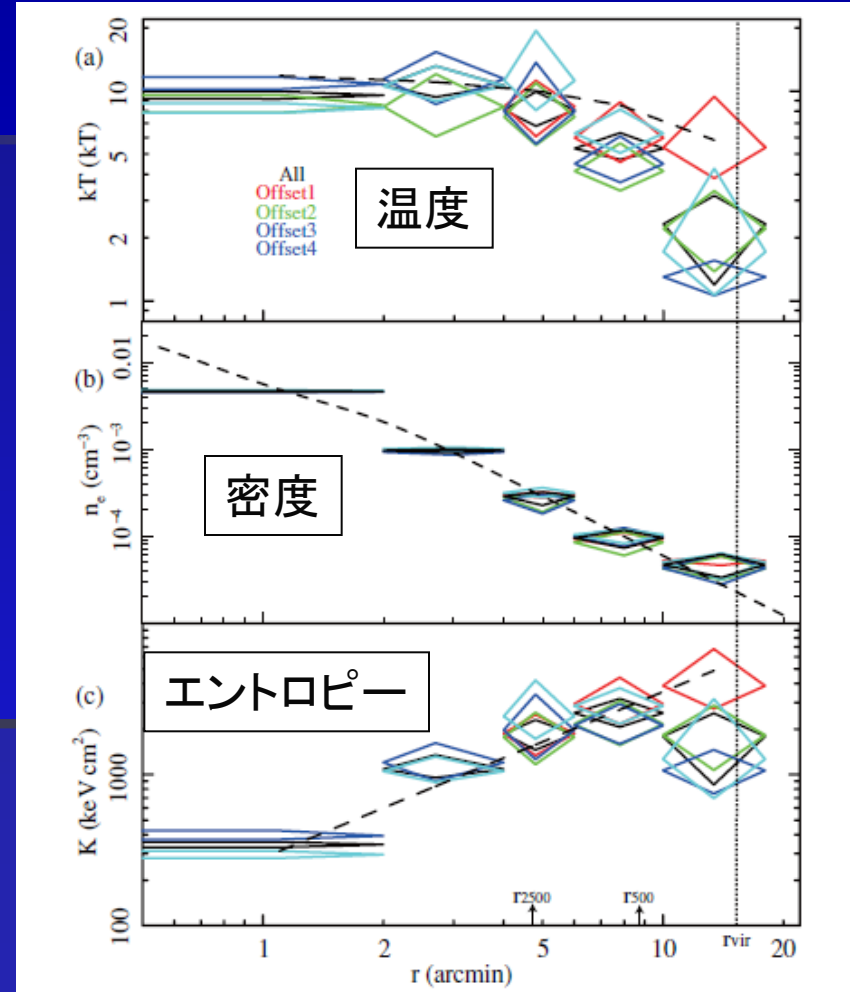 (a)
kT (kT)
20
10
5
2
1
All
Offset1
Offset2
Offset3
Offset4
温度
(b)
nₑ (cm⁻³)
0.01
10⁻³
10⁻⁴
密度
(c)
K (keV cm²)
1000
100
エントロピー
r2500
r500
rvir
1
2
5
10
20
r (arcmin)